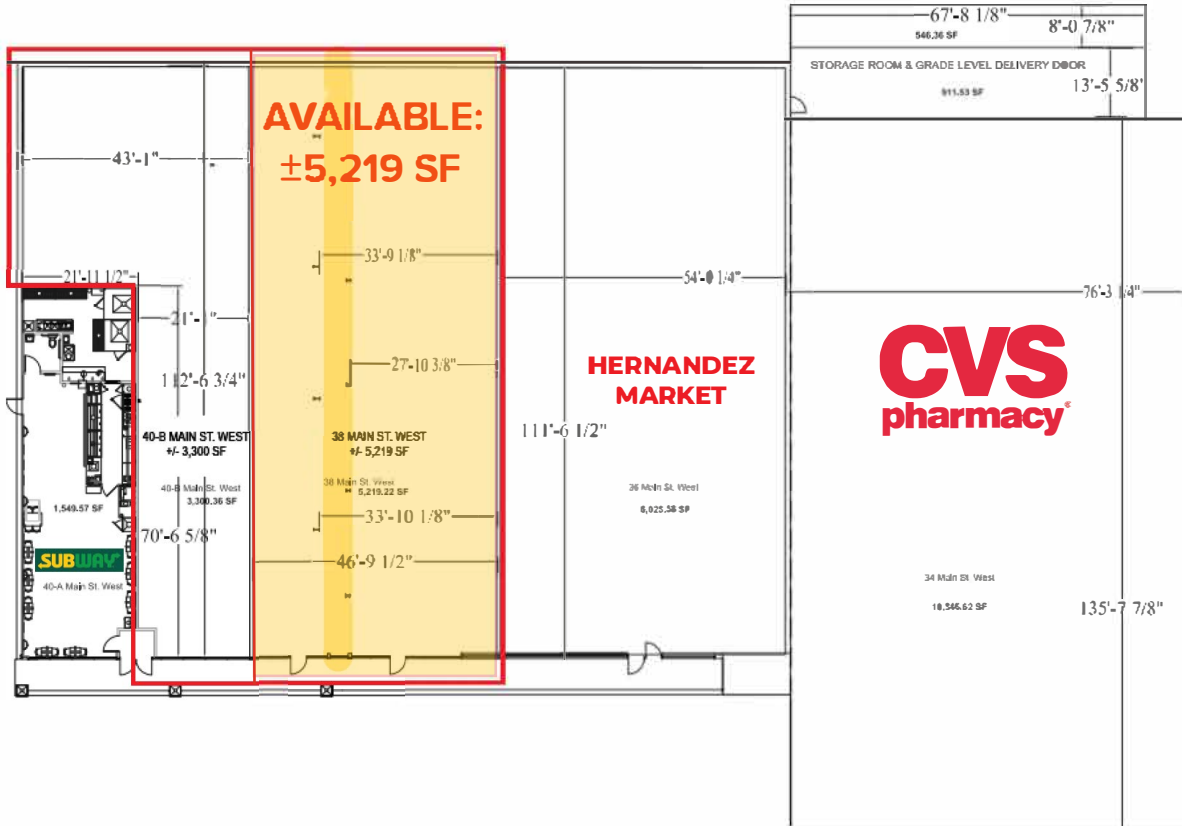 67'-8 1/8"
546.36 SF
8'-0 7/8"
STORAGE ROOM & GRADE LEVEL DELIVERY DOOR
911.53 SF
13'-5 5/8'
AVAILABLE:
±5,219 SF
43'-1"
33'-9 1/8"
21'-11 1/2"
54'-0 1/4"
76'-3 1/4"
21'-1"
27'-10 3/8"
112'-6 3/4"
HERNANDEZ
MARKET
CVS
pharmacy®
40-B MAIN ST. WEST
+/- 3,300 SF
38 MAIN ST. WEST
+/- 5,219 SF
111'-6 1/2"
40-B Main St. West
3,300.36 SF
38 Main St. West
5,219.22 SF
36 Main St. West
6,025.58 SF
1,549.57 SF
33'-10 1/8"
70'-6 5/8"
SUBWAY
46'-9 1/2"
40-A Main St. West
34 Main St West
10,346.62 SF
135'-7 7/8"